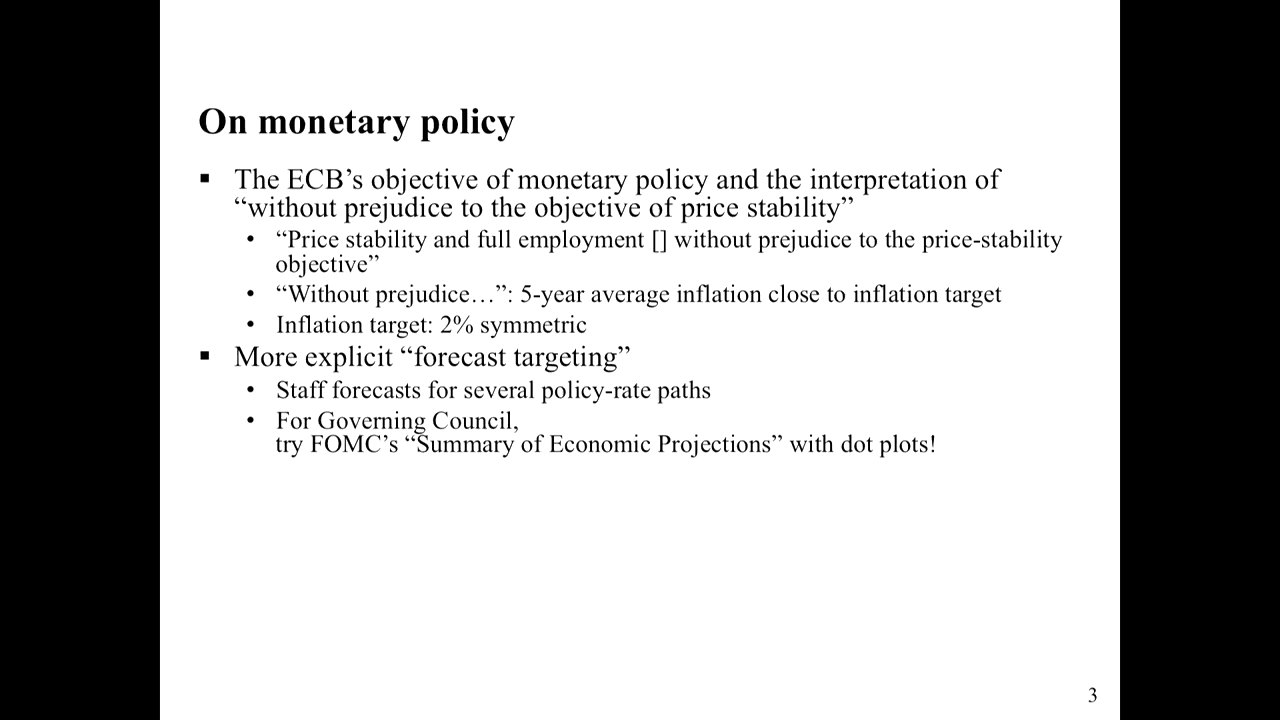 On monetary policy
▪ The ECB’s objective of monetary policy and the interpretation of
“without prejudice to the objective of price stability”
• “Price stability and full employment [] without prejudice to the price-stability
objective”
• “Without prejudice…”: 5-year average inflation close to inflation target
• Inflation target: 2% symmetric
▪ More explicit “forecast targeting”
• Staff forecasts for several policy-rate paths
• For Governing Council,
try FOMC’s “Summary of Economic Projections” with dot plots!
3